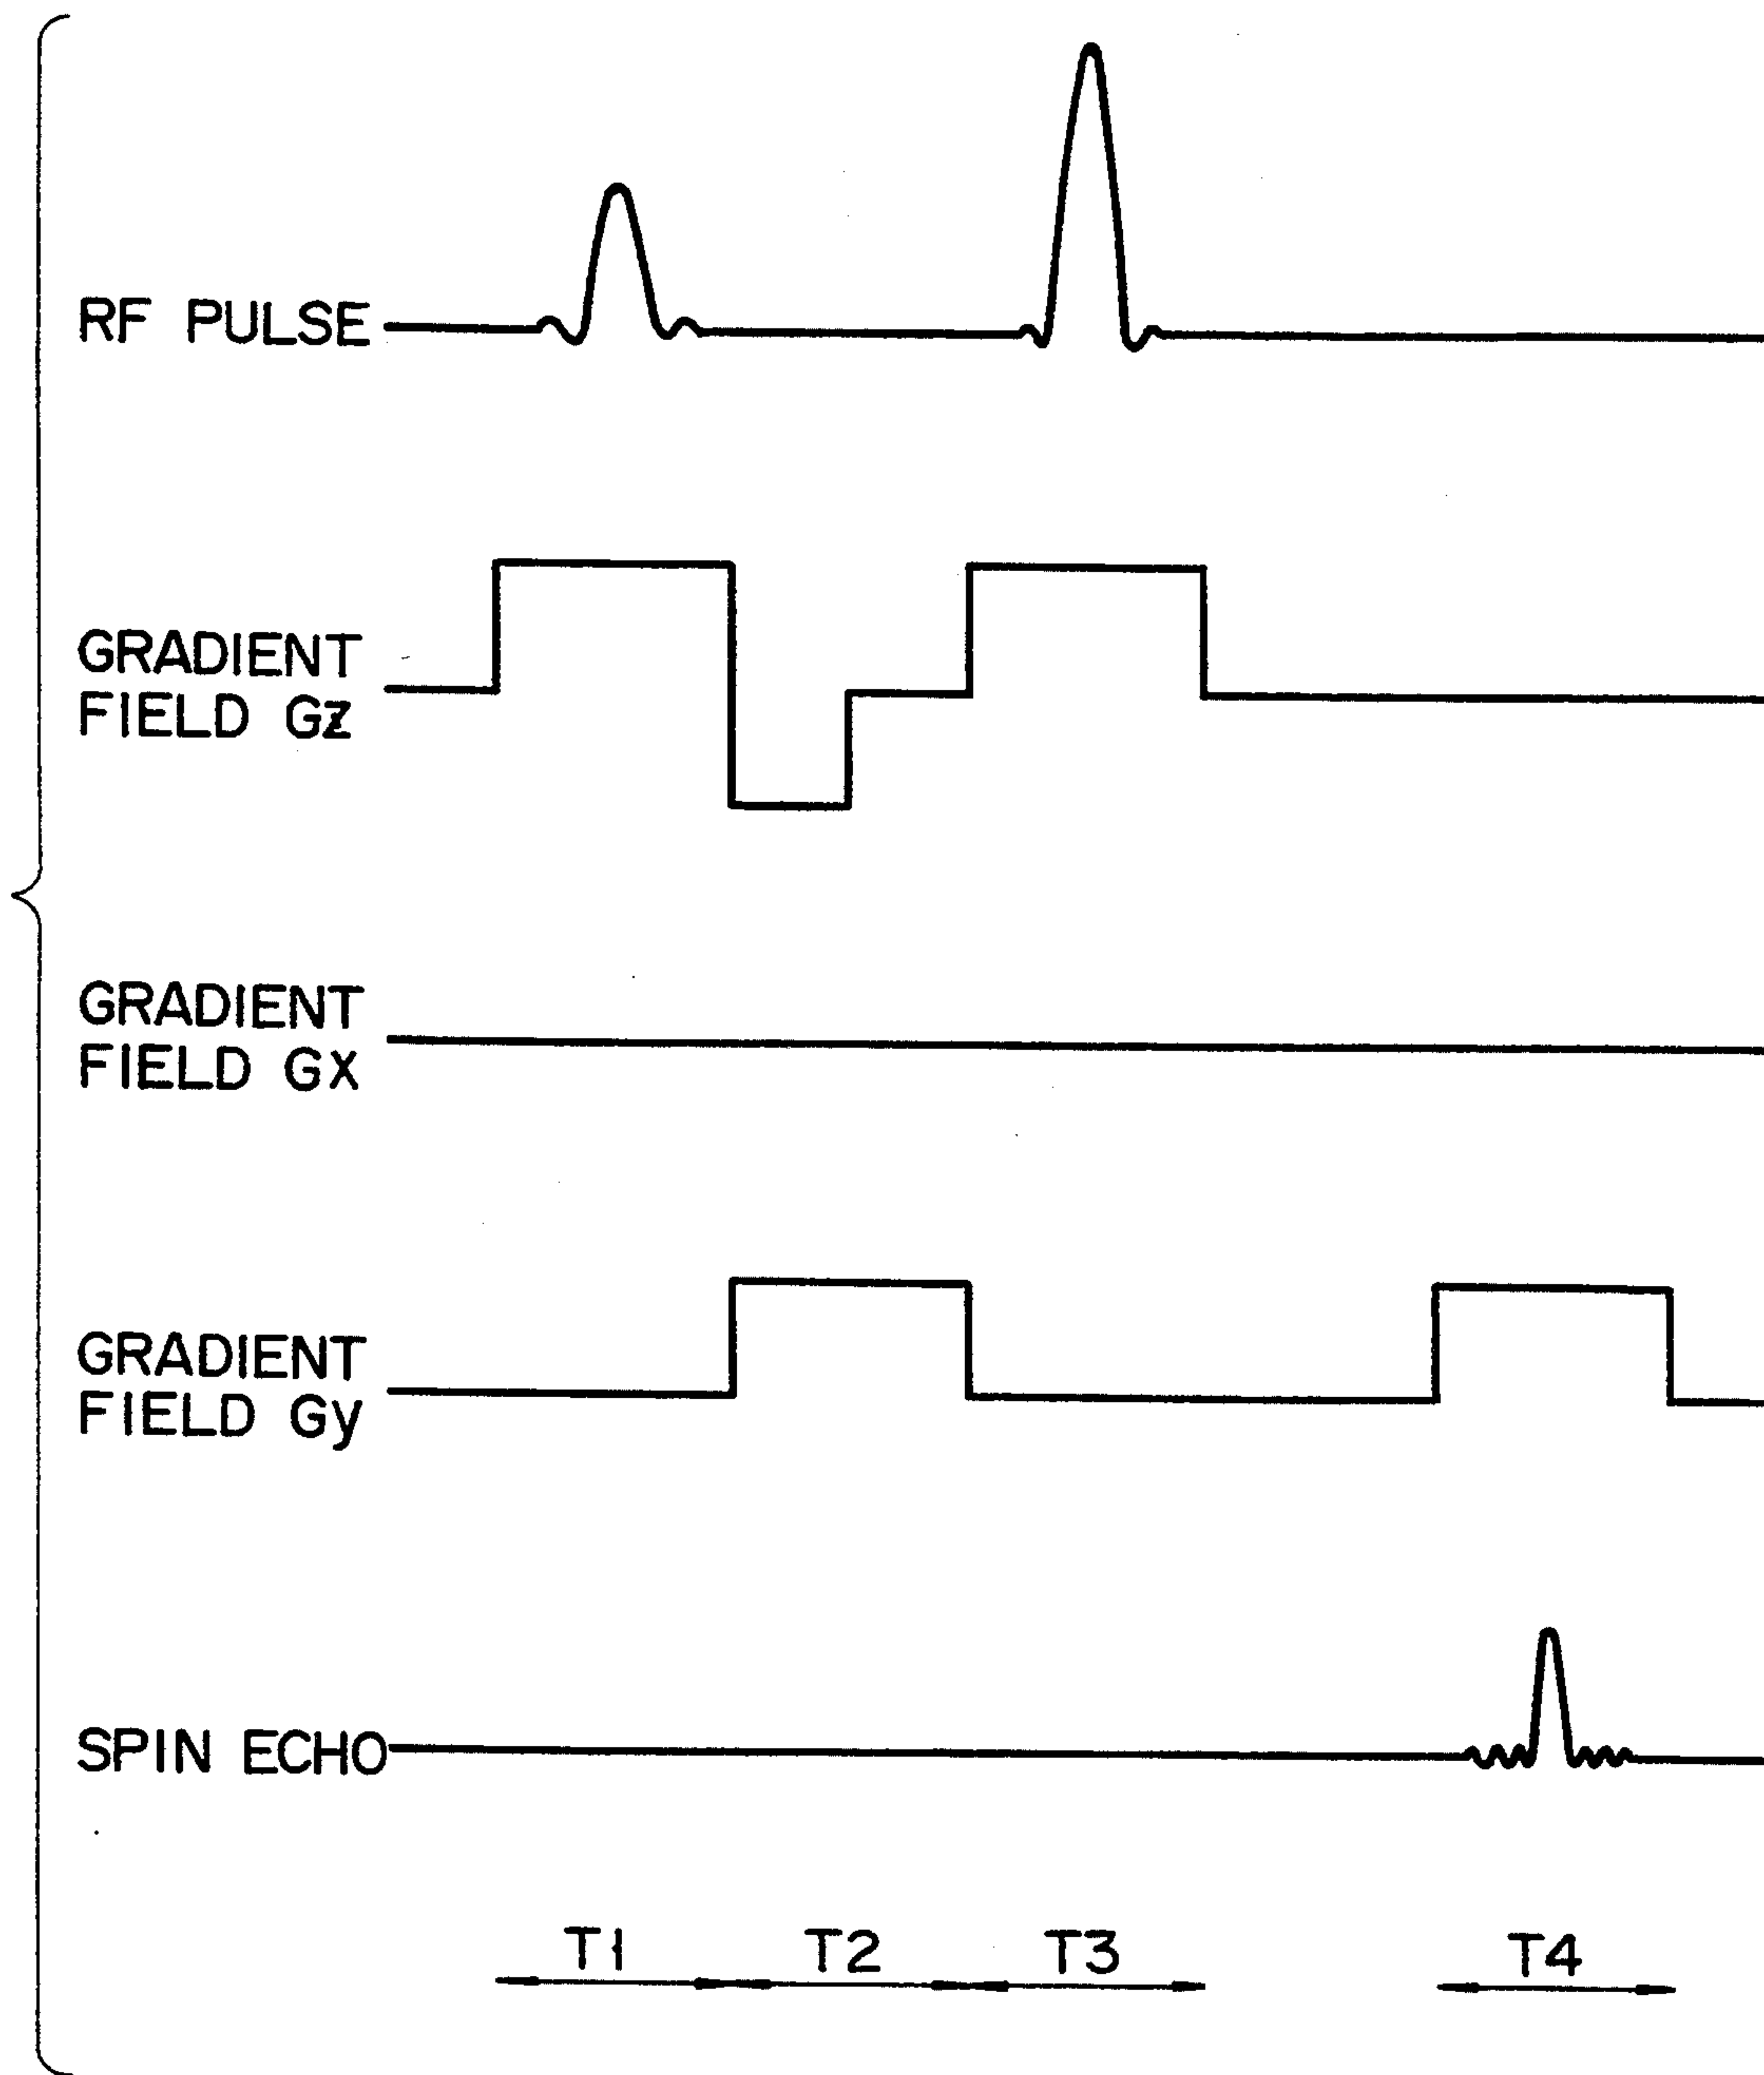 RF PULSE
GRADIENT
FIELD Gz
GRADIENT
FIELD Gx
GRADIENT
FIELD Gy
SPIN ECHO
T1 T2 T3 T4